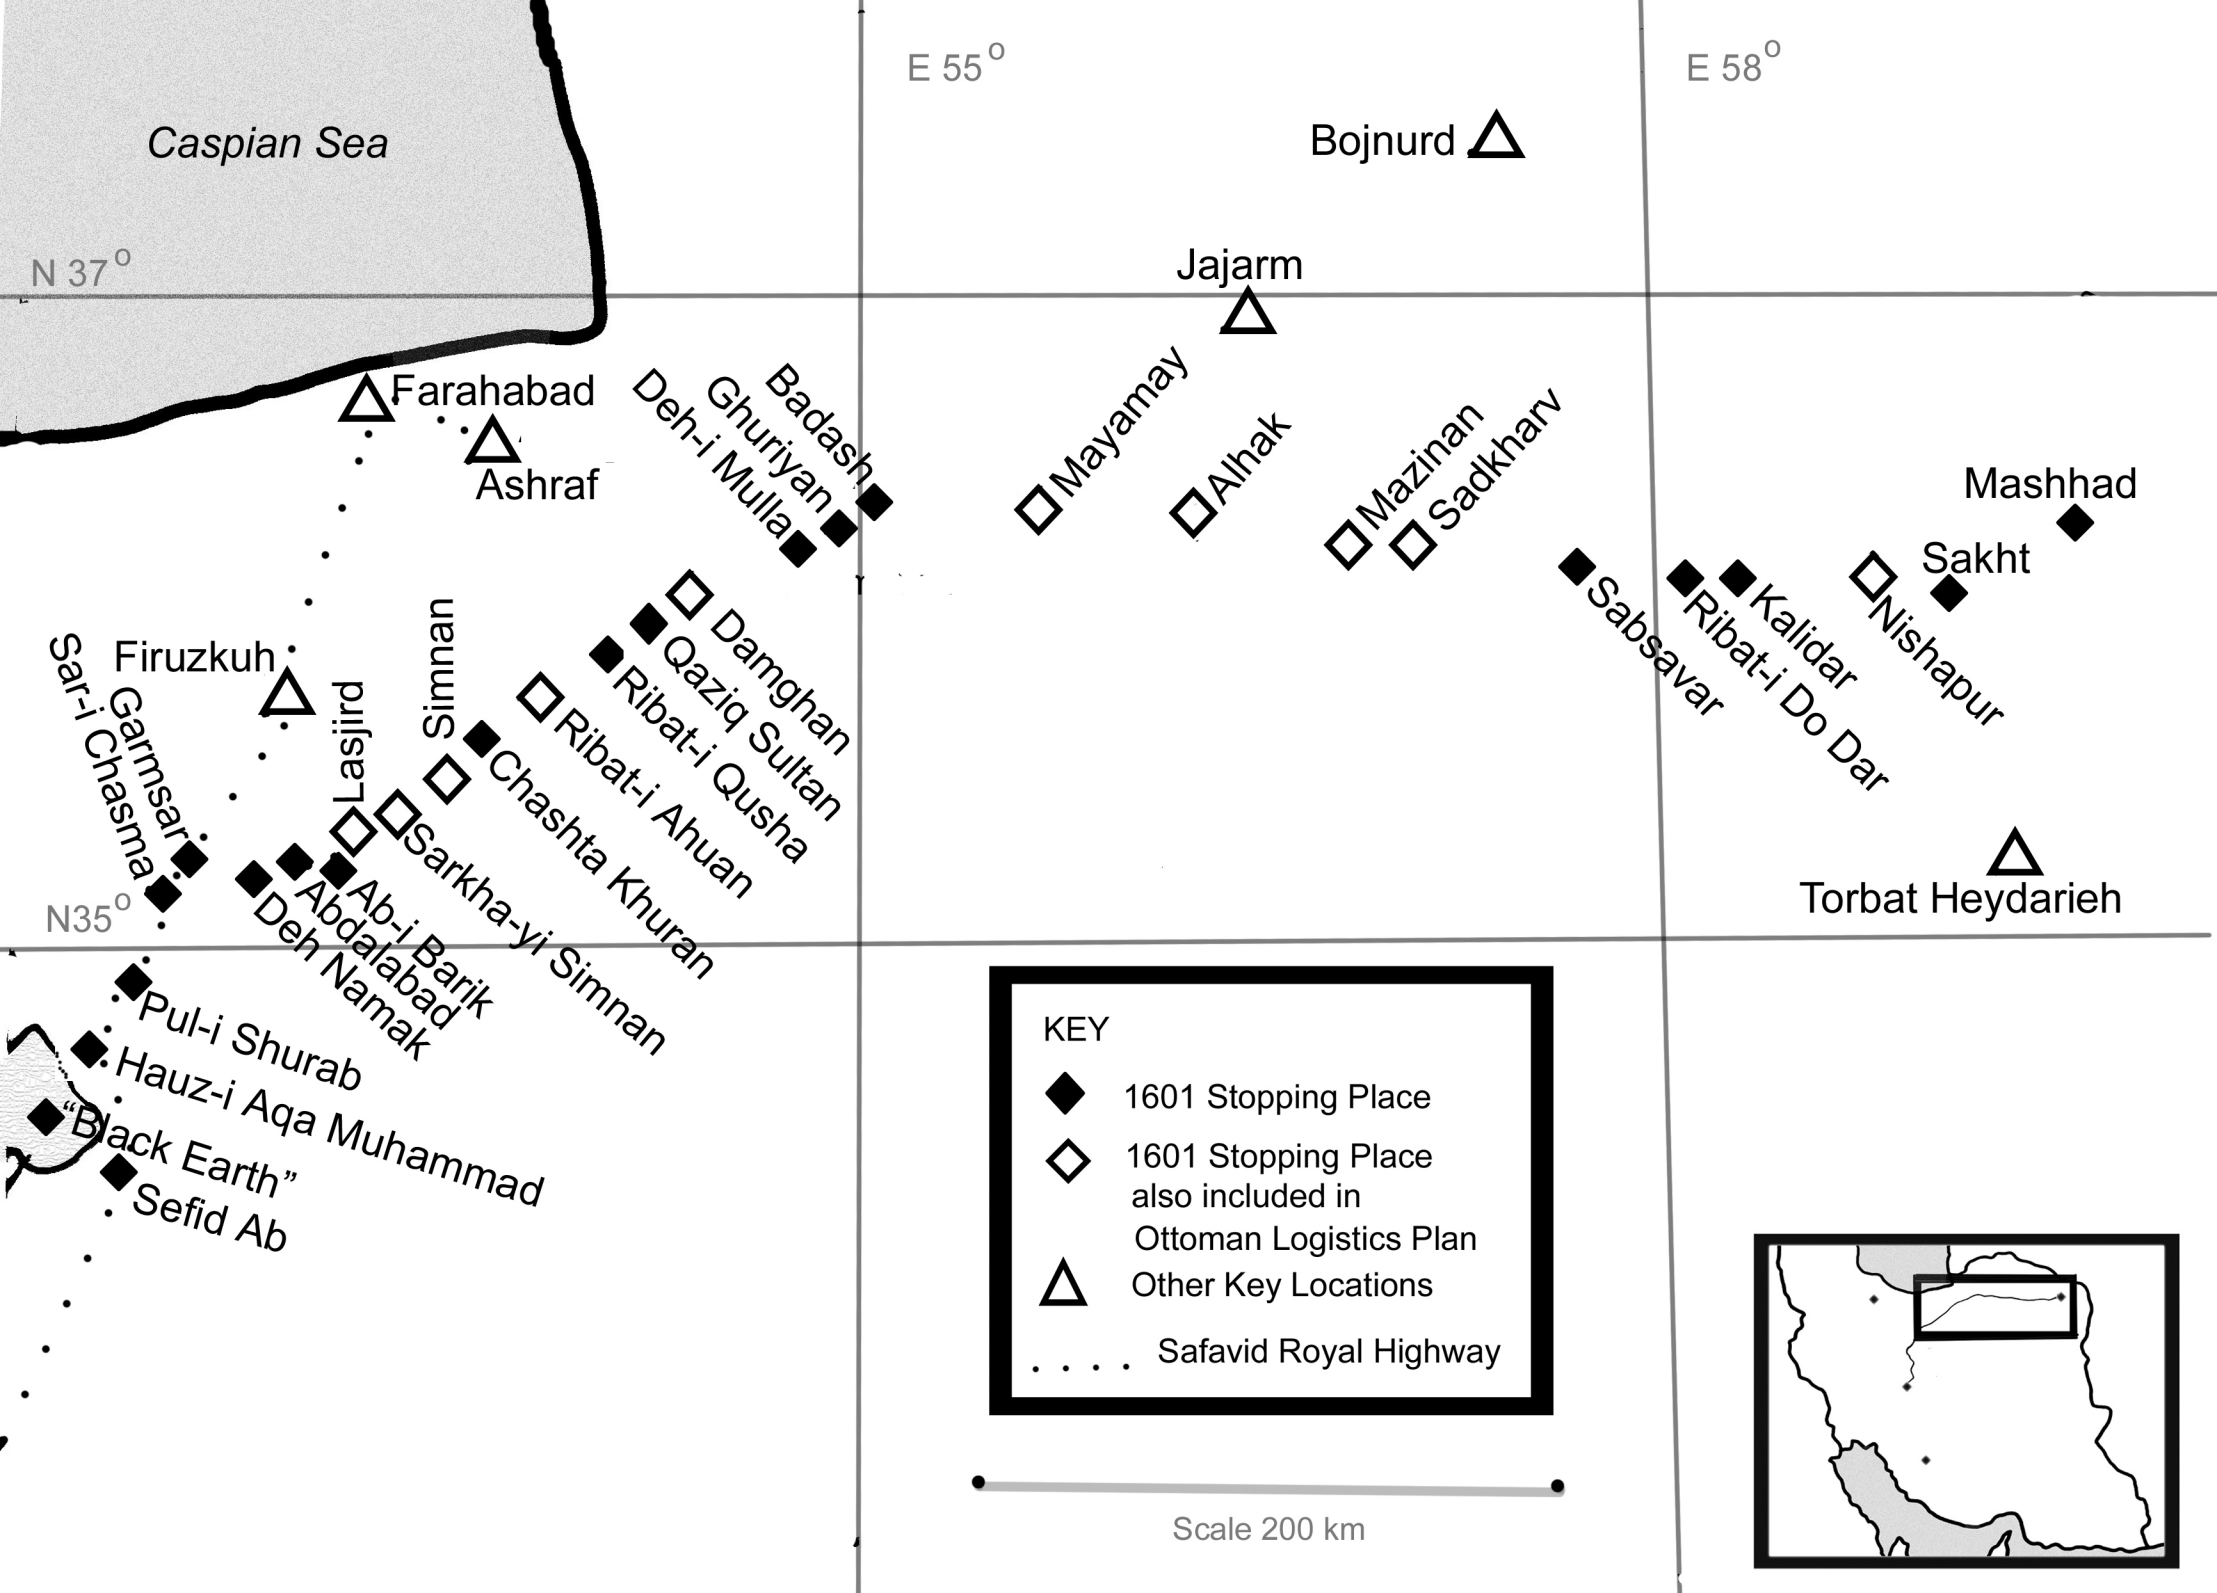 E 55°
E 58°
Caspian Sea
Bojnurd
N 37°
Jajarm
Farahabad
Ashraf
Deh-i Mulla
Ghuriyan
Badash
Mayamay
Alhak
Mazinan
Sadkharv
Mashhad
Sakht
Sabsavar
Ribat-i Do Dar
Kalidar
Nishapur
Firuzkuh
Sar-i Chasma
Garmsar
Lasjird
Simnan
Damghan
Qaziq Sultan
Ribat-i Qusha
Ribat-i Ahuan
Chashta Khuran
Sarkha-yi Simnan
Ab-i Barik
Abdalabad
Deh Namak
N35°
Torbat Heydarieh
Pul-i Shurab
Hauz-i Aqa Muhammad
“Black Earth”
Sefid Ab
KEY
1601 Stopping Place
1601 Stopping Place
also included in
Ottoman Logistics Plan
Other Key Locations
Safavid Royal Highway
Scale 200 km